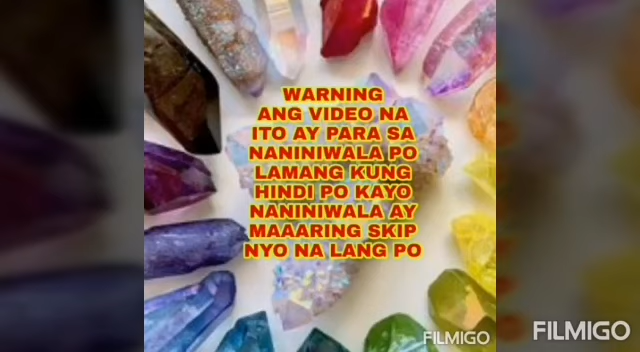 WARNING
ANG VIDEO NA
ITO AY PARA SA
NANINIWALA PO
LAMANG KUNG
HINDI PO KAYO
NANINIWALA AY
MAAARING SKIP
NYO NA LANG PO
FILMIGO
FILMIGO